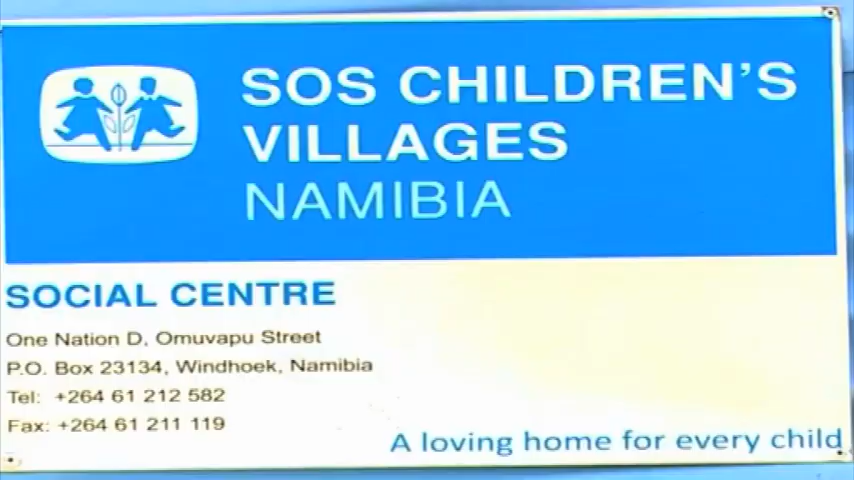 SOS CHILDREN'S
VILLAGES
NAMIBIA
SOCIAL CENTRE
One Nation D, Omuvapu Street
P.O. Box 23134, Windhoek, Namibia
Tel: +264 61 212 582
Fax: +264 61 211 119
A loving home for every child